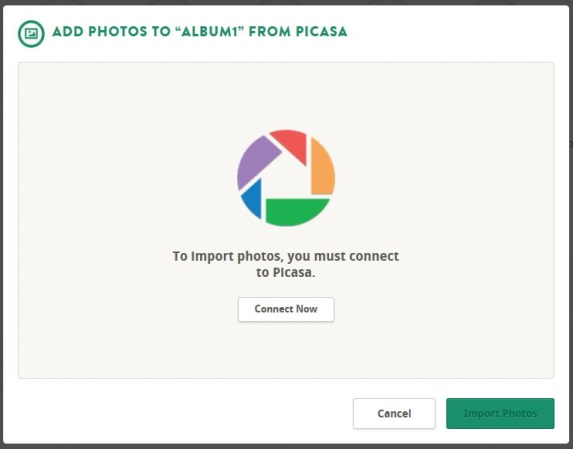 ADD PHOTOS TO “ALBUM1” FROM PICASA
To Import photos, you must connect
to Picasa.
Connect Now
Cancel
Import Photos